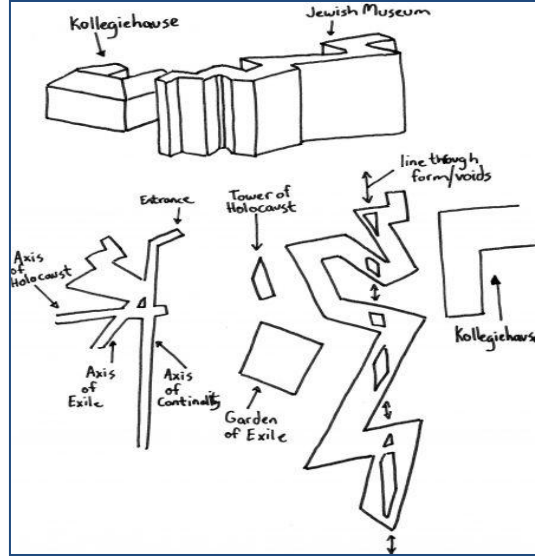 Kollegiehause
Jewish Museum
line through
form/voids
Entrance
Tower of
Holocaust
Axis
of
Holocaust
Kollegiehause
Axis
of
Exile
Axis
of
Continuity
Garden
of Exile